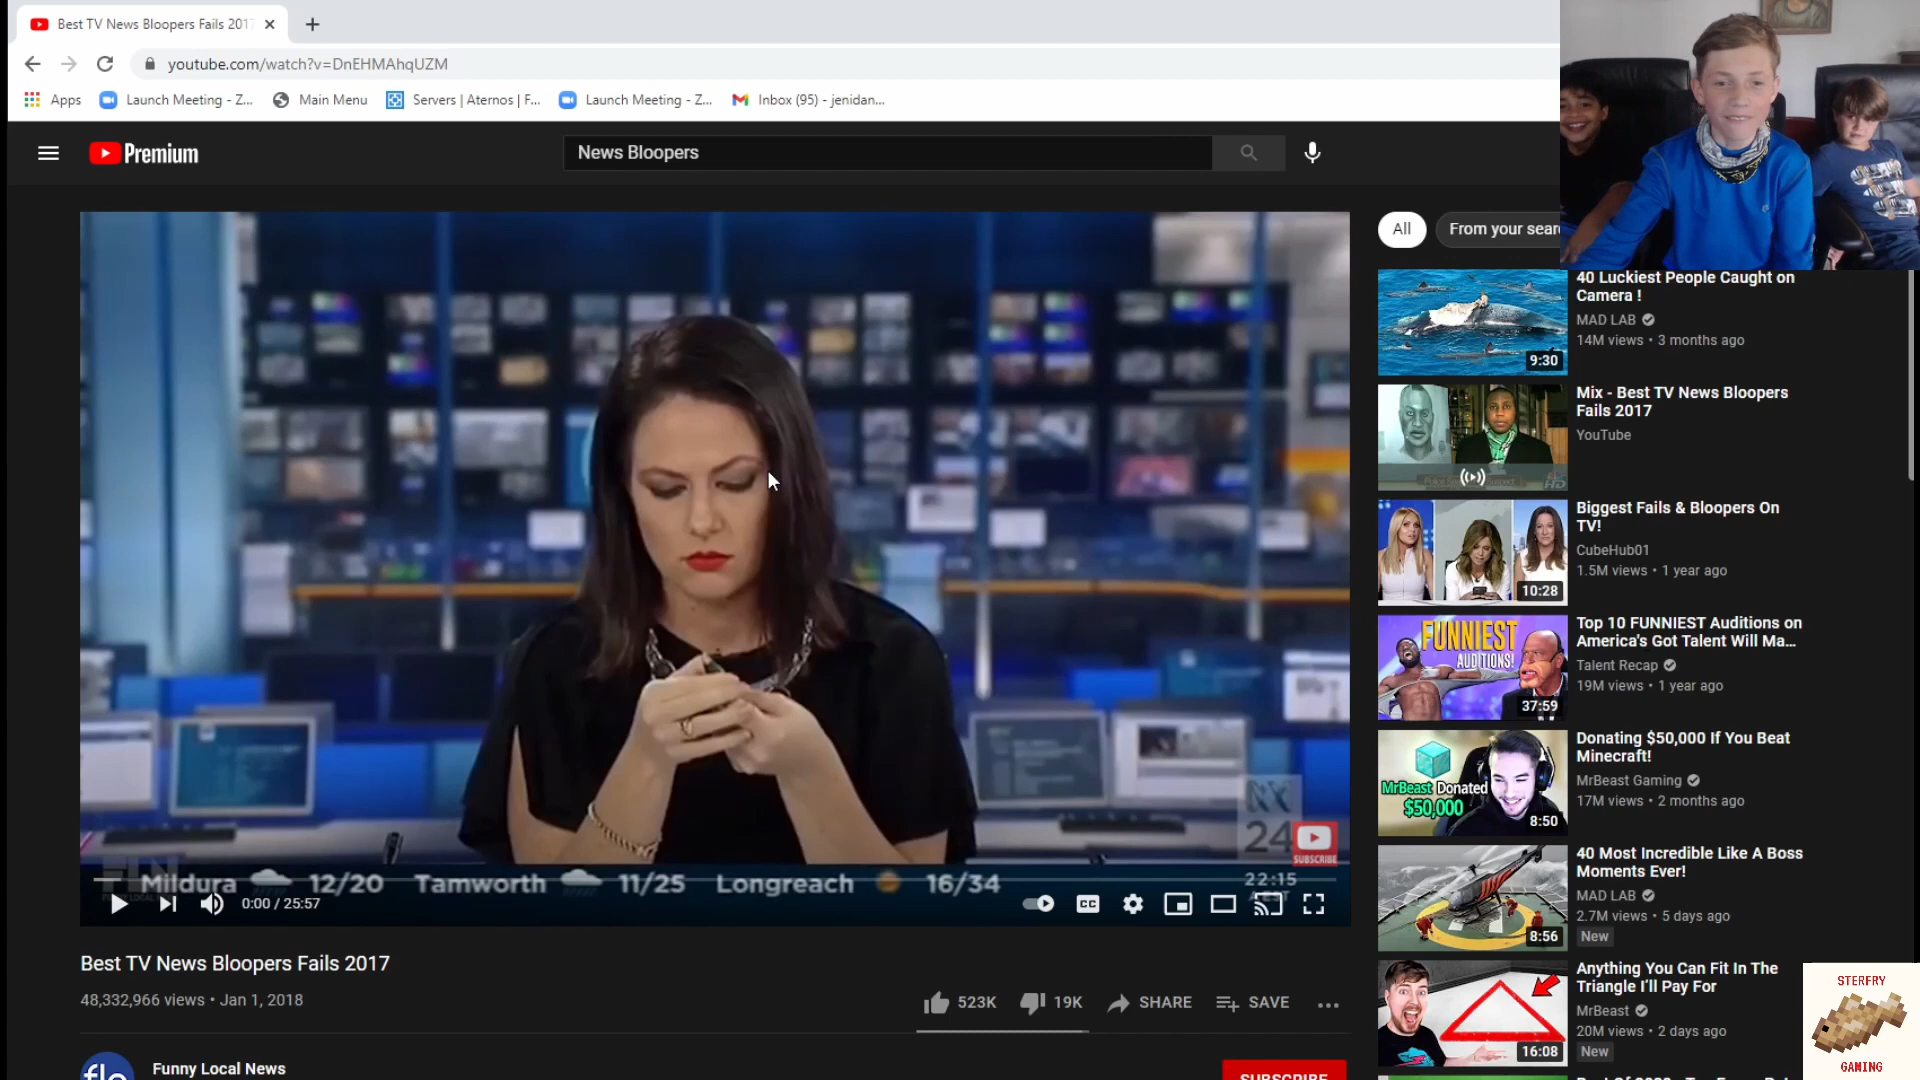 Best TV News Bloopers Fails 201
youtube.com/watch?v=DnEHMAhqUZM
Apps
Launch Meeting - Z...
Main Menu
Servers | Aternos | F...
Launch Meeting - Z...
Inbox (95) - jenidan...
Premium
News Bloopers
All
From your sear
24
SUBSCRIBE
Mildura 12/20 Tamworth 11/25 Longreach 16/34
22:15
0:00 / 25:57
CC
Best TV News Bloopers Fails 2017
48,332,966 views • Jan 1, 2018
523K
19K
SHARE
SAVE
Funny Local News
SUBSCRIBE
40 Luckiest People Caught on
Camera !
MAD LAB
14M views • 3 months ago
9:30
Mix - Best TV News Bloopers
Fails 2017
YouTube
HD
Biggest Fails & Bloopers On
TV!
CubeHub01
1.5M views • 1 year ago
10:28
FUNNIEST
AUDITIONS!
37:59
Top 10 FUNNIEST Auditions on
America's Got Talent Will Ma...
Talent Recap
19M views • 1 year ago
MrBeast Donated
$50,000
8:50
Donating $50,000 If You Beat
Minecraft!
MrBeast Gaming
17M views • 2 months ago
8:56
40 Most Incredible Like A Boss
Moments Ever!
MAD LAB
2.7M views • 5 days ago
New
16:08
Anything You Can Fit In The
Triangle I'll Pay For
MrBeast
20M views • 2 days ago
New
STERFRY
GAMING